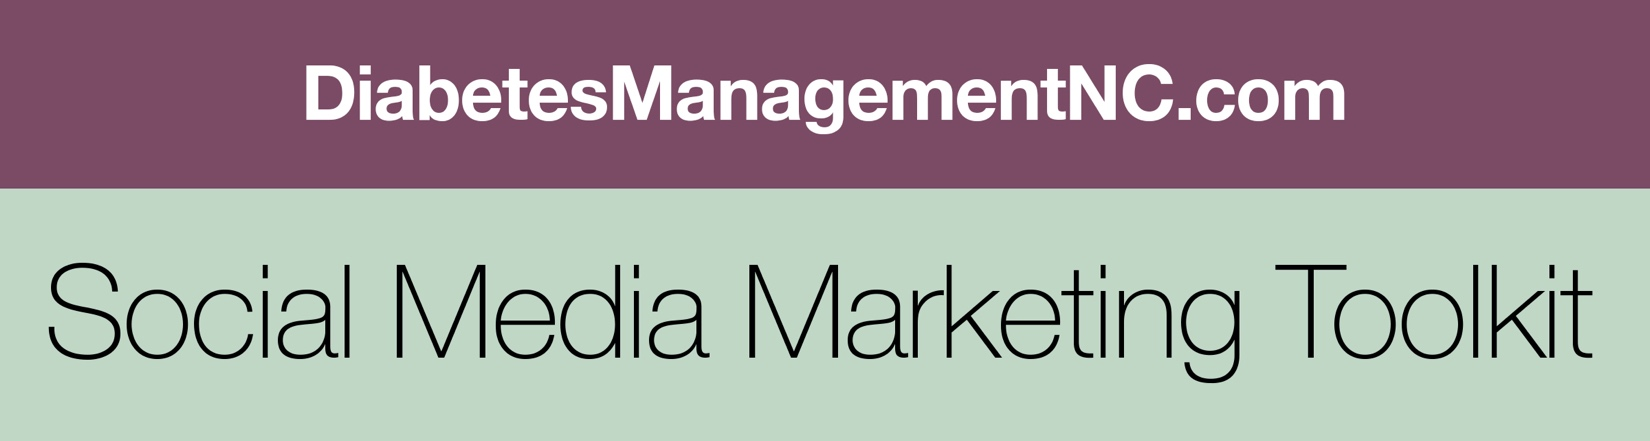 DiabetesManagementNC.com
Social Media Marketing Toolkit